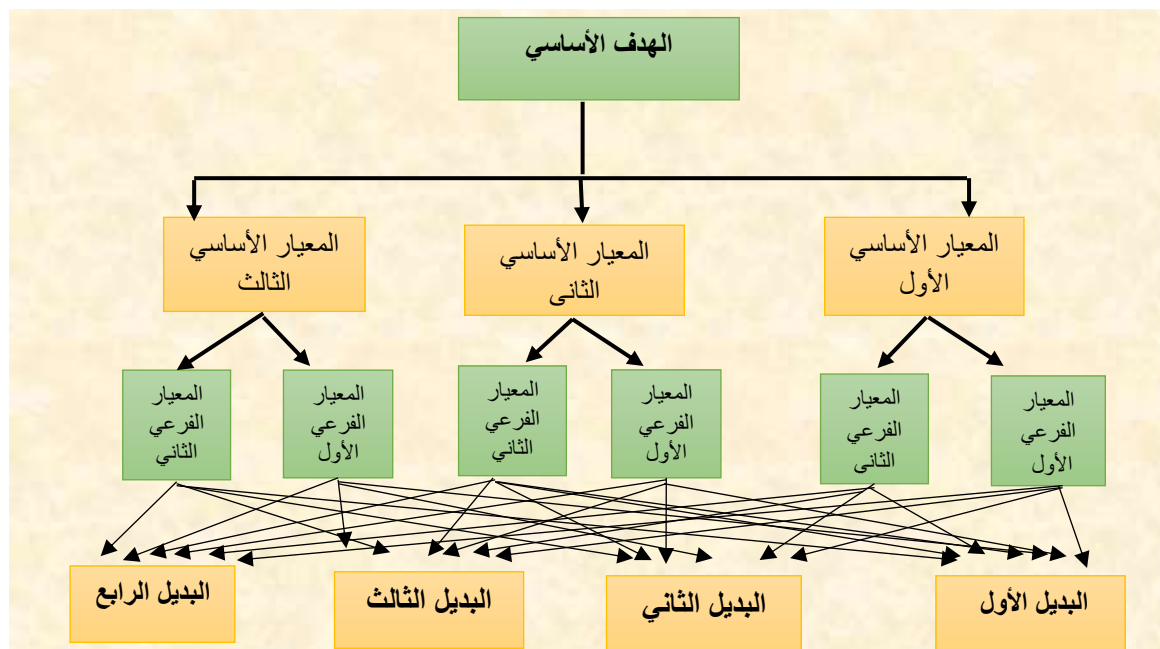 الهدف الأساسي
المعيار الأساسي
الأول
المعيار الأساسي
الثانى
المعيار الأساسي
الثالث
المعيار
الفرعي
الأول
المعيار
الفرعي
الثانى
المعيار
الفرعي
الأول
المعيار
الفرعي
الثاني
المعيار
الفرعي
الأول
المعيار
الفرعي
الثاني
البديل الأول
البديل الثاني
البديل الثالث
البديل الرابع